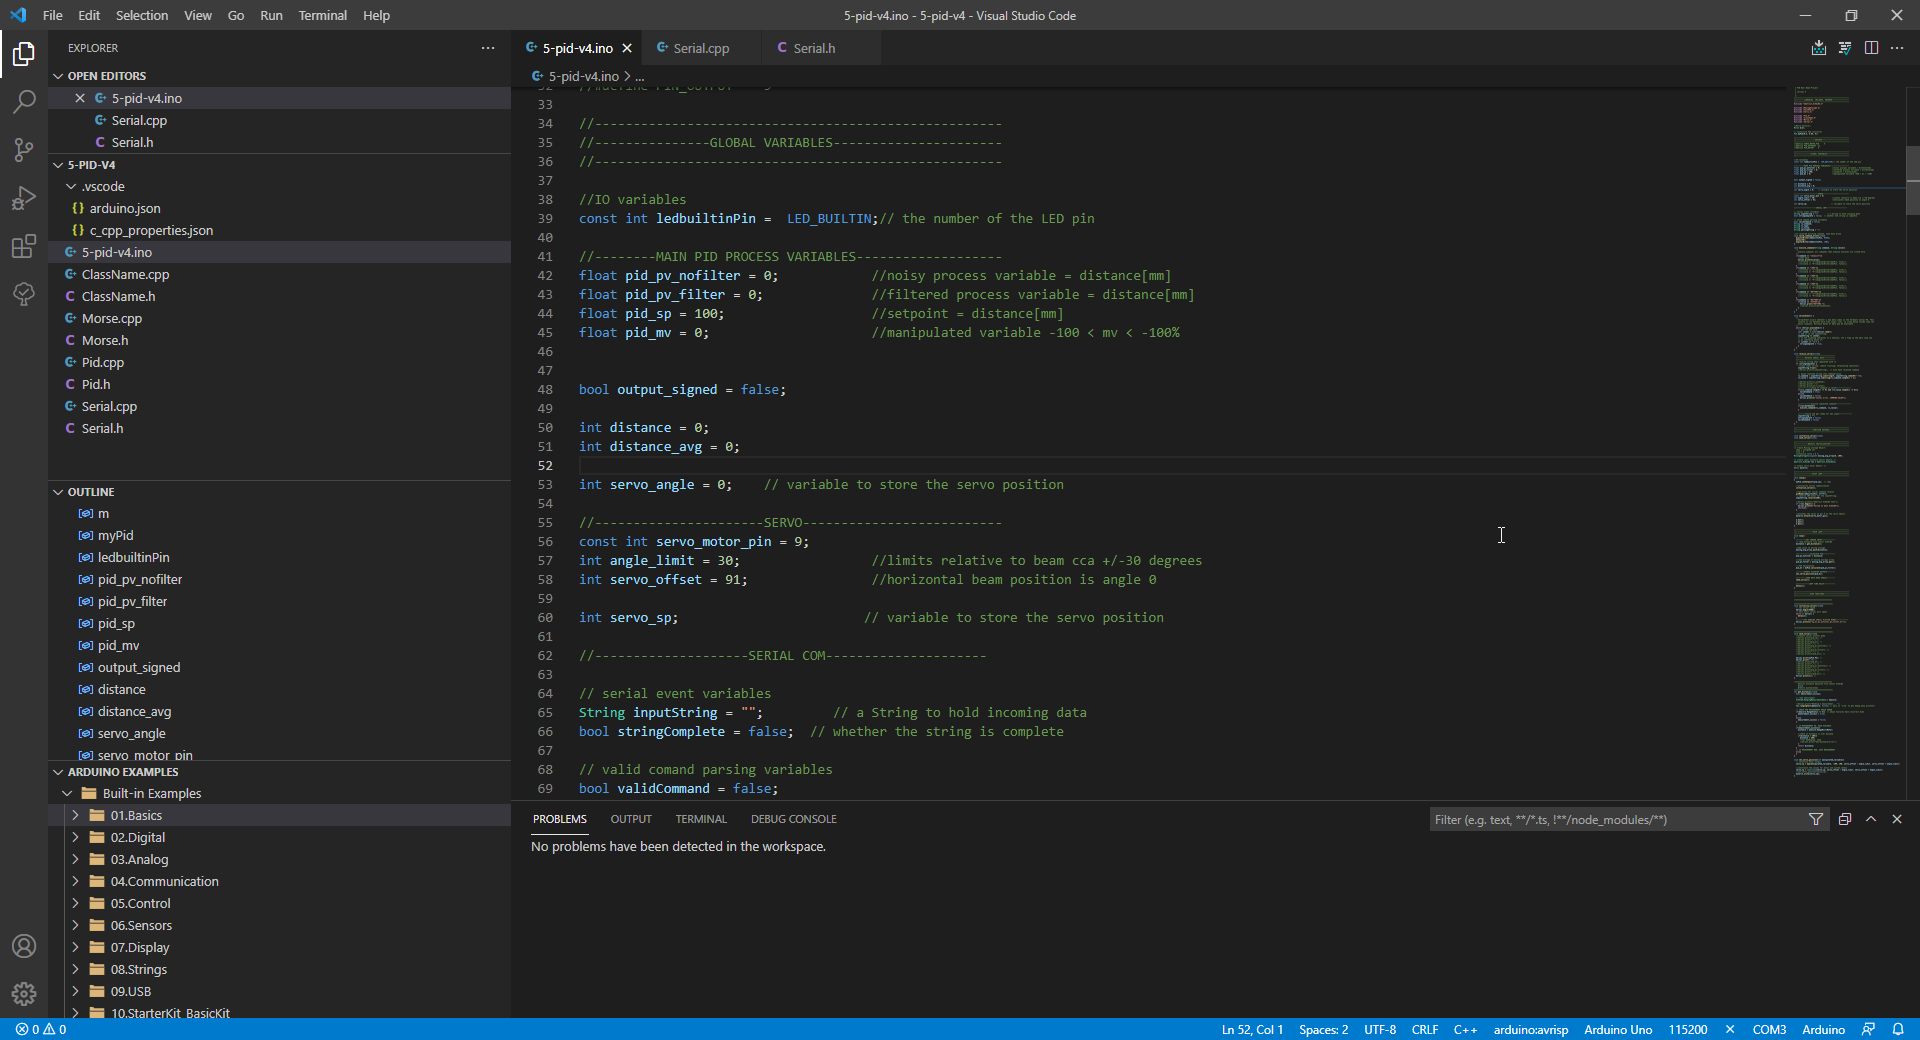 File Edit Selection View Go Run Terminal Help
5-pid-v4.ino - 5-pid-v4 - Visual Studio Code
EXPLORER
OPEN EDITORS
5-pid-v4.ino
Serial.cpp
Serial.h
5-PID-V4
.vscode
arduino.json
c_cpp_properties.json
5-pid-v4.ino
ClassName.cpp
ClassName.h
Morse.cpp
Morse.h
Pid.cpp
Pid.h
Serial.cpp
Serial.h
OUTLINE
m
myPid
ledbuiltinPin
pid_pv_nofilter
pid_pv_filter
pid_sp
pid_mv
output_signed
distance
distance_avg
servo_angle
servo_motor_pin
ARDUINO EXAMPLES
Built-in Examples
01.Basics
02.Digital
03.Analog
04.Communication
05.Control
06.Sensors
07.Display
08.Strings
09.USB
10.StarterKit_BasicKit
5-pid-v4.ino Serial.cpp Serial.h
5-pid-v4.ino > ...
33
34 //-----------------------------------------------------
35 //---------------GLOBAL VARIABLES----------------------
36 //-----------------------------------------------------
37
38 //IO variables
39 const int ledbuiltinPin =  LED_BUILTIN;// the number of the LED pin
40
41 //--------MAIN PID PROCESS VARIABLES-------------------
42 float pid_pv_nofilter = 0; //noisy process variable = distance[mm]
43 float pid_pv_filter = 0; //filtered process variable = distance[mm]
44 float pid_sp = 100; //setpoint = distance[mm]
45 float pid_mv = 0; //manipulated variable -100 < mv < -100%
46
47
48 bool output_signed = false;
49
50 int distance = 0;
51 int distance_avg = 0;
52
53 int servo_angle = 0; // variable to store the servo position
54
55 //----------------------SERVO--------------------------
56 const int servo_motor_pin = 9;
57 int angle_limit = 30; //limits relative to beam cca +/-30 degrees
58 int servo_offset = 91; //horizontal beam position is angle 0
59
60 int servo_sp; // variable to store the servo position
61
62 //--------------------SERIAL COM---------------------
63
64 // serial event variables
65 String inputString = ""; // a String to hold incoming data
66 bool stringComplete = false; // whether the string is complete
67
68 // valid comand parsing variables
69 bool validCommand = false;
PROBLEMS OUTPUT TERMINAL DEBUG CONSOLE
Filter (e.g. text, **/*.ts, !**/node_modules/**)
No problems have been detected in the workspace.
0 0
Ln 52, Col 1 Spaces: 2 UTF-8 CRLF C++ arduino:avrisp Arduino Uno 115200 COM3 Arduino